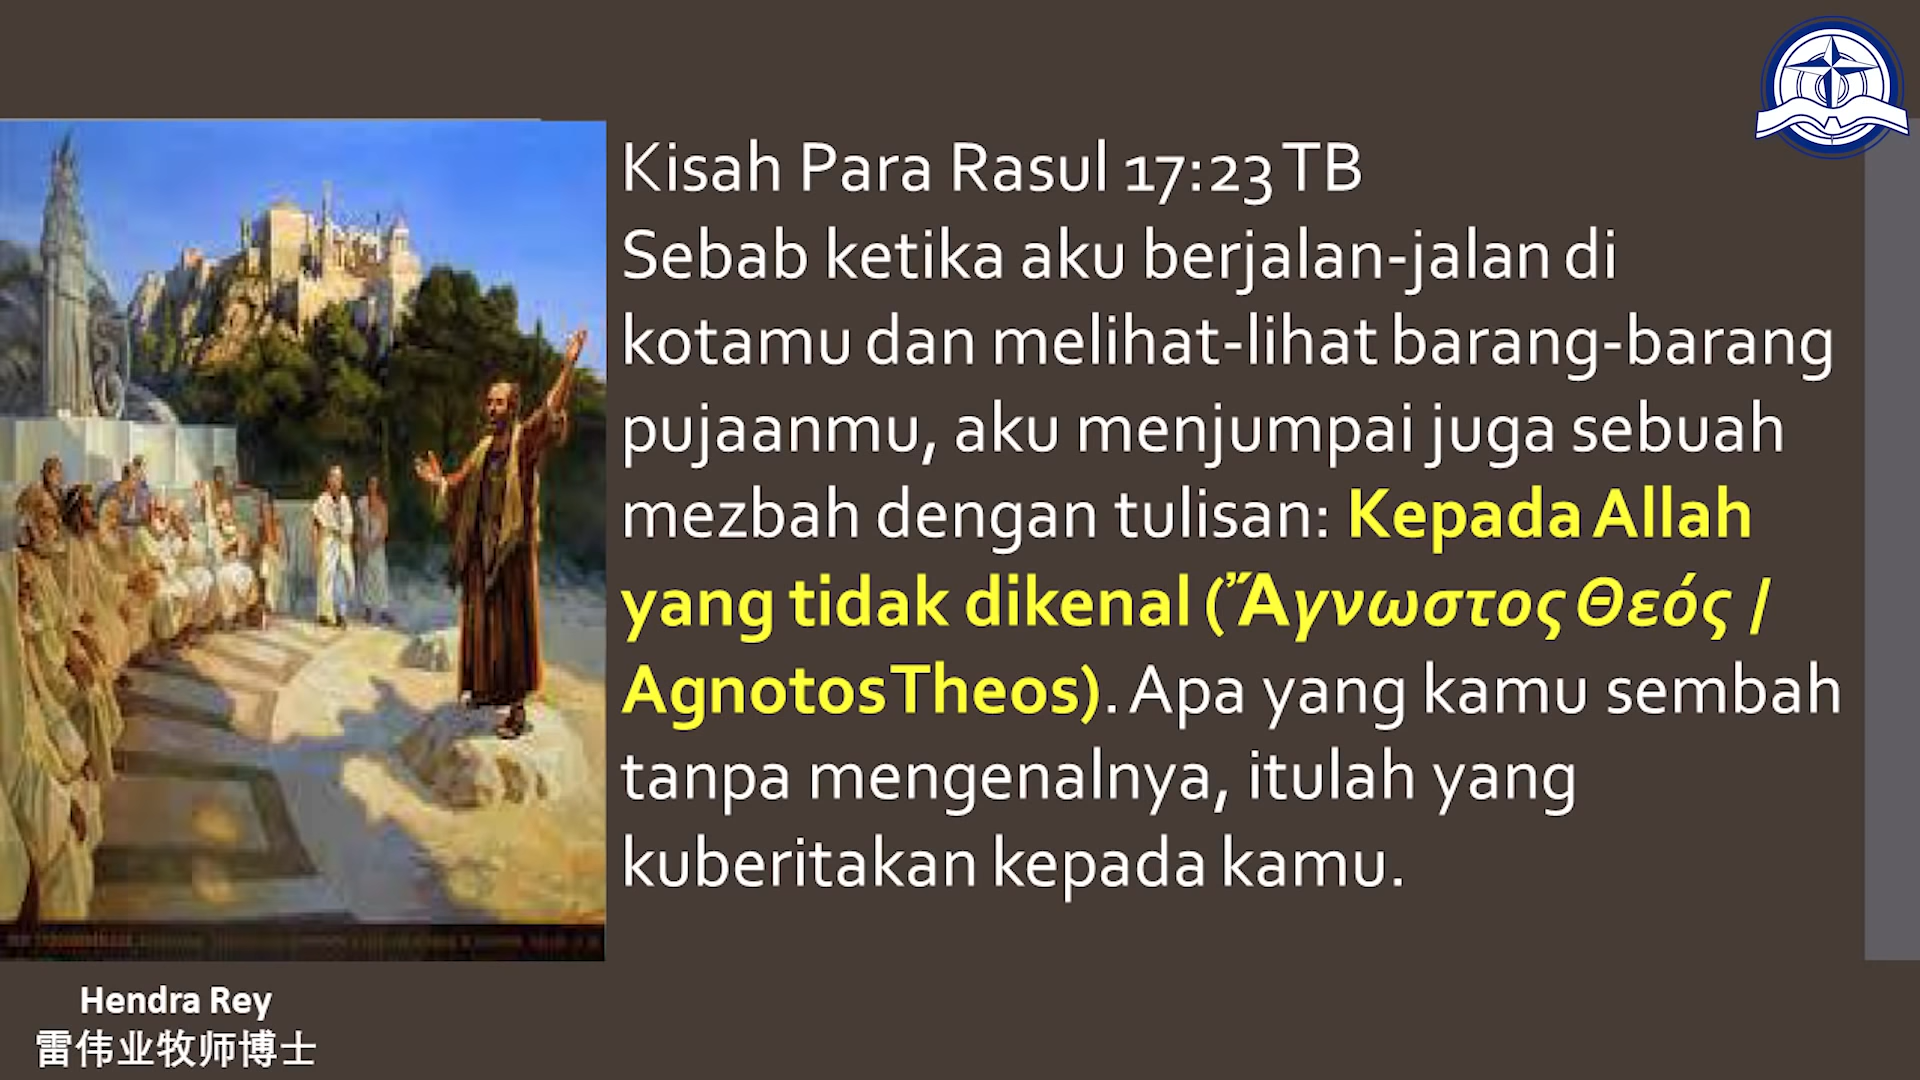 Kisah Para Rasul 17:23 TB
Sebab ketika aku berjalan-jalan di
kotamu dan melihat-lihat barang-barang
pujaanmu, aku menjumpai juga sebuah
mezbah dengan tulisan: Kepada Allah
yang tidak dikenal (Ἄγνωστος Θεός /
Agnotos Theos). Apa yang kamu sembah
tanpa mengenalnya, itulah yang
kuberitakan kepada kamu.
Hendra Rey
雷伟业牧师博士